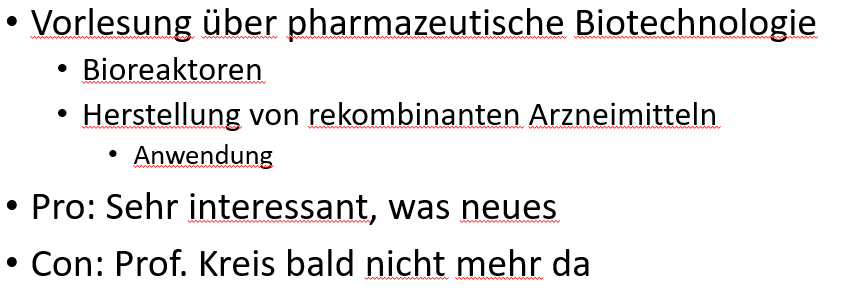 • Vorlesung über pharmazeutische Biotechnologie
• Bioreaktoren
• Herstellung von rekombinanten Arzneimitteln
• Anwendung
• Pro: Sehr interessant, was neues
• Con: Prof. Kreis bald nicht mehr da